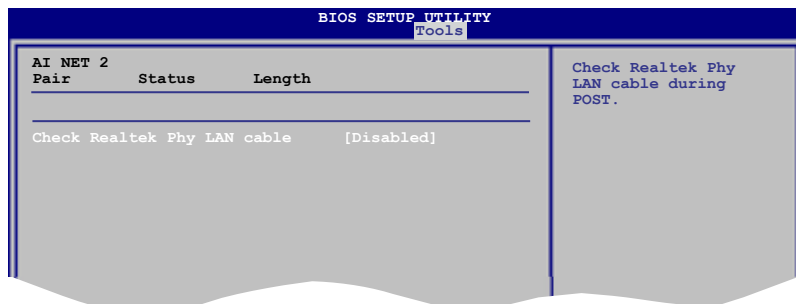 BIOS SETUP UTILITY
Tools
AI NET 2
Pair Status Length
Check Realtek Phy LAN cable [Disabled]
Check Realtek Phy
LAN cable during
POST.